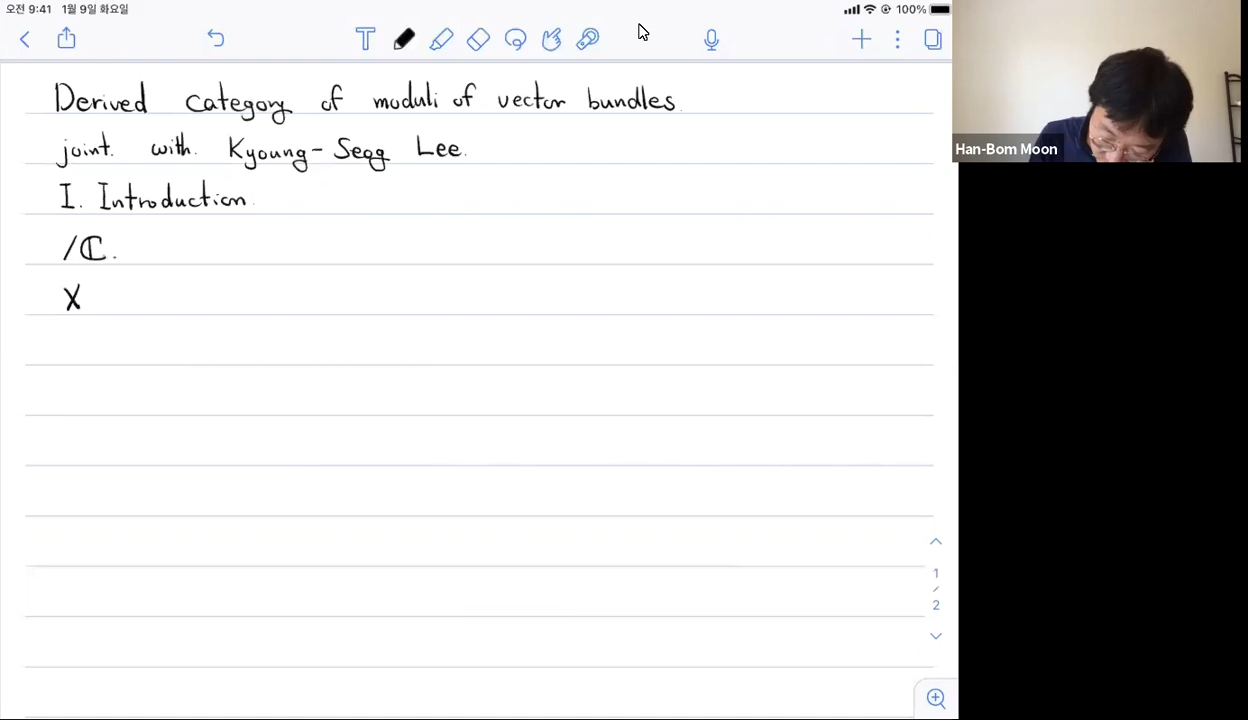 오전 9:41 1월 9일 화요일
100%
Han-Bom Moon
Derived category of moduli of vector bundles.
joint. with. Kyoung-Segg Lee.
I. Introduction.
/ℂ.
X
1
/
2